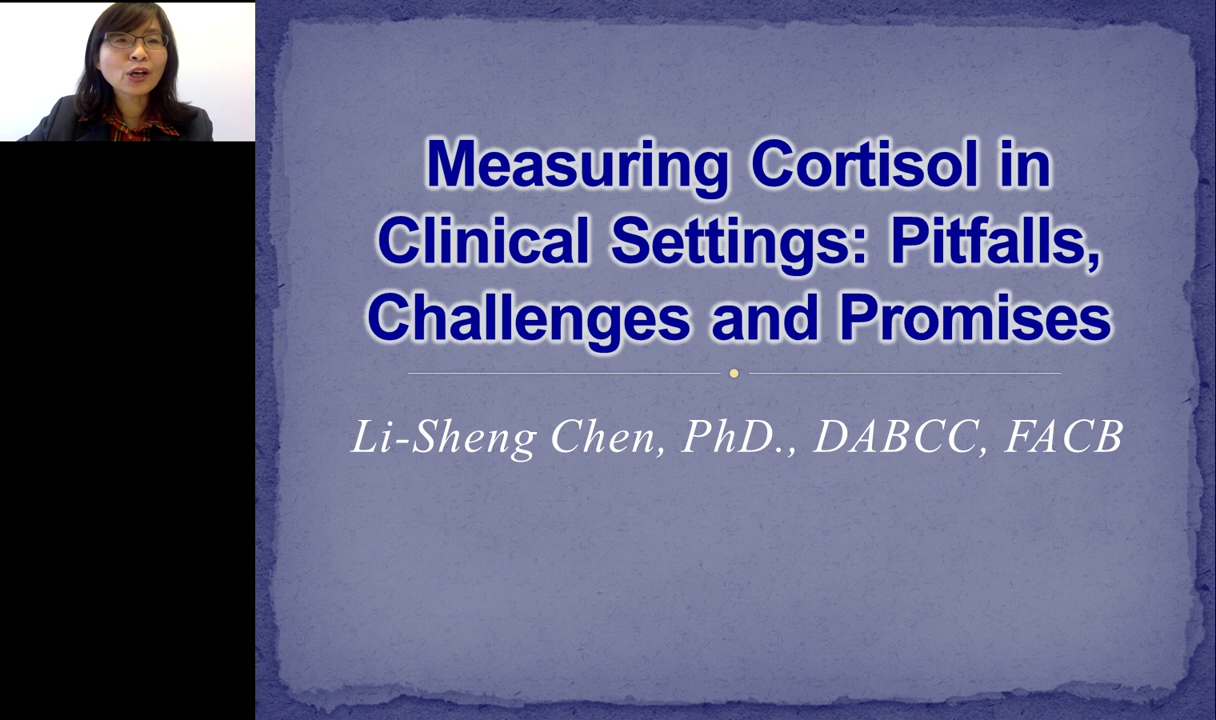 Measuring Cortisol in
Clinical Settings: Pitfalls,
Challenges and Promises
Li-Sheng Chen, PhD., DABCC, FACB